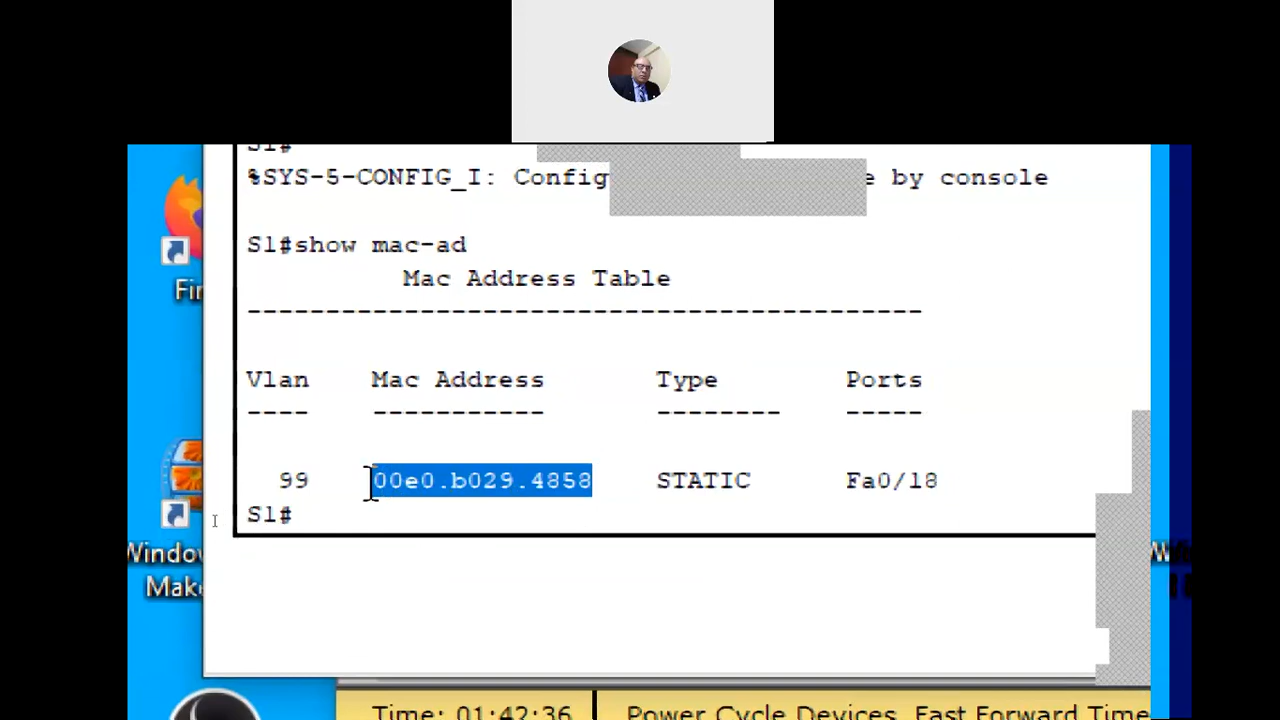 S1#
%SYS-5-CONFIG_I: Config e by console
S1#show mac-ad
Mac Address Table
-------------------------------------------
Vlan Mac Address Type Ports
---- ----------- -------- -----
99 00e0.b029.4858 STATIC Fa0/18
S1#
Fir
Window
Make
Time: 01:42:36 Power Cycle Devices Fast Forward Time